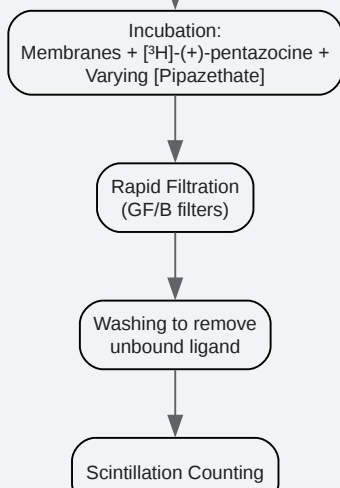 Incubation:
Membranes + [³H]-(+)-pentazocine +
Varying [Pipazethate]
Rapid Filtration
(GF/B filters)
Washing to remove
unbound ligand
Scintillation Counting